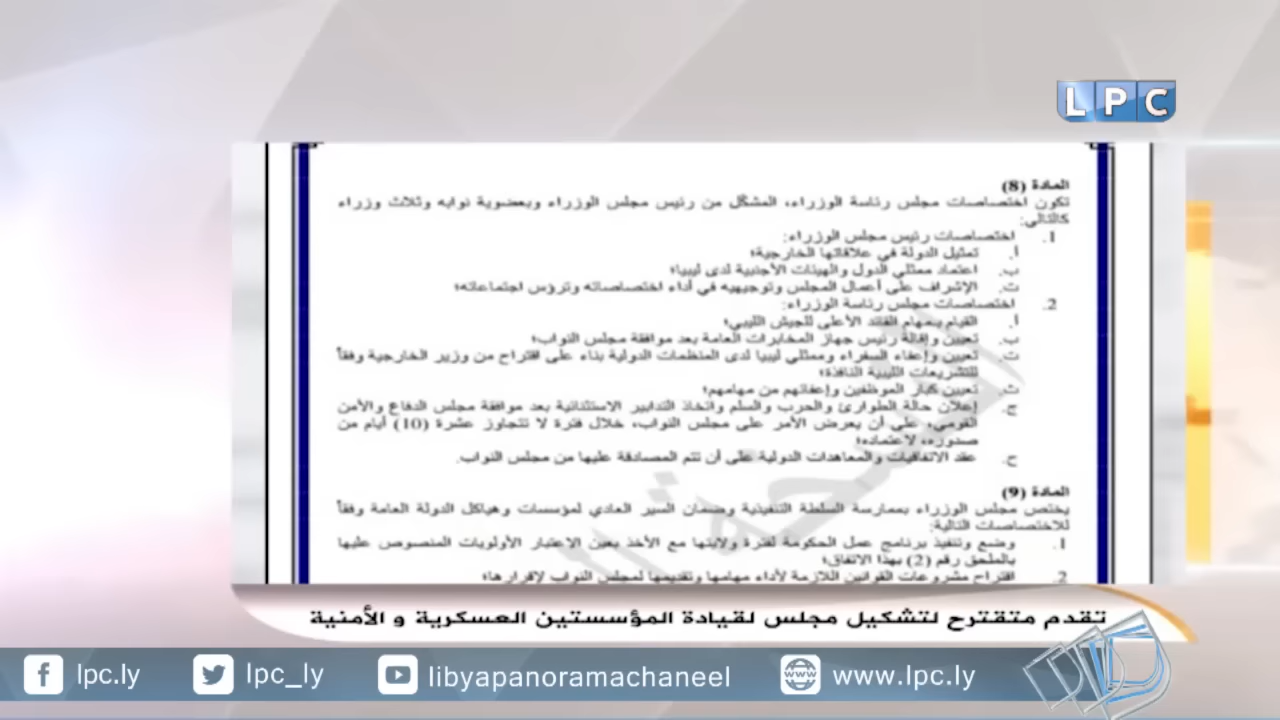 LPC
المادة (8)
تكون اختصاصات مجلس رئاسة الوزراء، المشكّل من رئيس مجلس الوزراء وبعضوية نوابه وثلاث وزراء
كالتالي:
1. اختصاصات رئيس مجلس الوزراء:
أ. تمثيل الدولة في علاقاتها الخارجية؛
ب. اعتماد ممثلي الدول والهيئات الأجنبية لدى ليبيا؛
ت. الإشراف على أعمال المجلس وتوجيهيه في أداء اختصاصاته وترؤس اجتماعاته؛
2. اختصاصات مجلس رئاسة الوزراء:
أ. القيام بمهام القائد الأعلى للجيش الليبي؛
ب. تعيين وإقالة رئيس جهاز المخابرات العامة بعد موافقة مجلس النواب؛
ت. تعيين وإعفاء السفراء وممثلي ليبيا لدى المنظمات الدولية بناء على اقتراح من وزير الخارجية وفقاً
للتشريعات الليبية النافذة؛
ث. تعيين كبار الموظفين وإعفائهم من مهامهم؛
ج. إعلان حالة الطوارئ والحرب والسلم واتخاذ التدابير الاستثنائية بعد موافقة مجلس الدفاع والأمن
القومي، على أن يعرض الأمر على مجلس النواب، خلال فترة لا تتجاوز عشرة (10) أيام من
صدوره، لاعتماده؛
ح. عقد الاتفاقيات والمعاهدات الدولية على أن تتم المصادقة عليها من مجلس النواب.
المادة (9)
يختص مجلس الوزراء بممارسة السلطة التنفيذية وضمان السير العادي لمؤسسات وهياكل الدولة العامة وفقاً
للاختصاصات التالية:
1. وضع وتنفيذ برنامج عمل الحكومة لفترة ولايتها مع الأخذ بعين الاعتبار الأولويات المنصوص عليها
بالملحق رقم (2) بهذا الاتفاق؛
2. اقتراح مشروعات القوانين اللازمة لأداء مهامها وتقديمها لمجلس النواب لإقرارها؛
تقدم متقترح لتشكيل مجلس لقيادة المؤسستين العسكرية و الأمنية
lpc.ly
lpc_ly
libyapanoramachaneel
www.lpc.ly